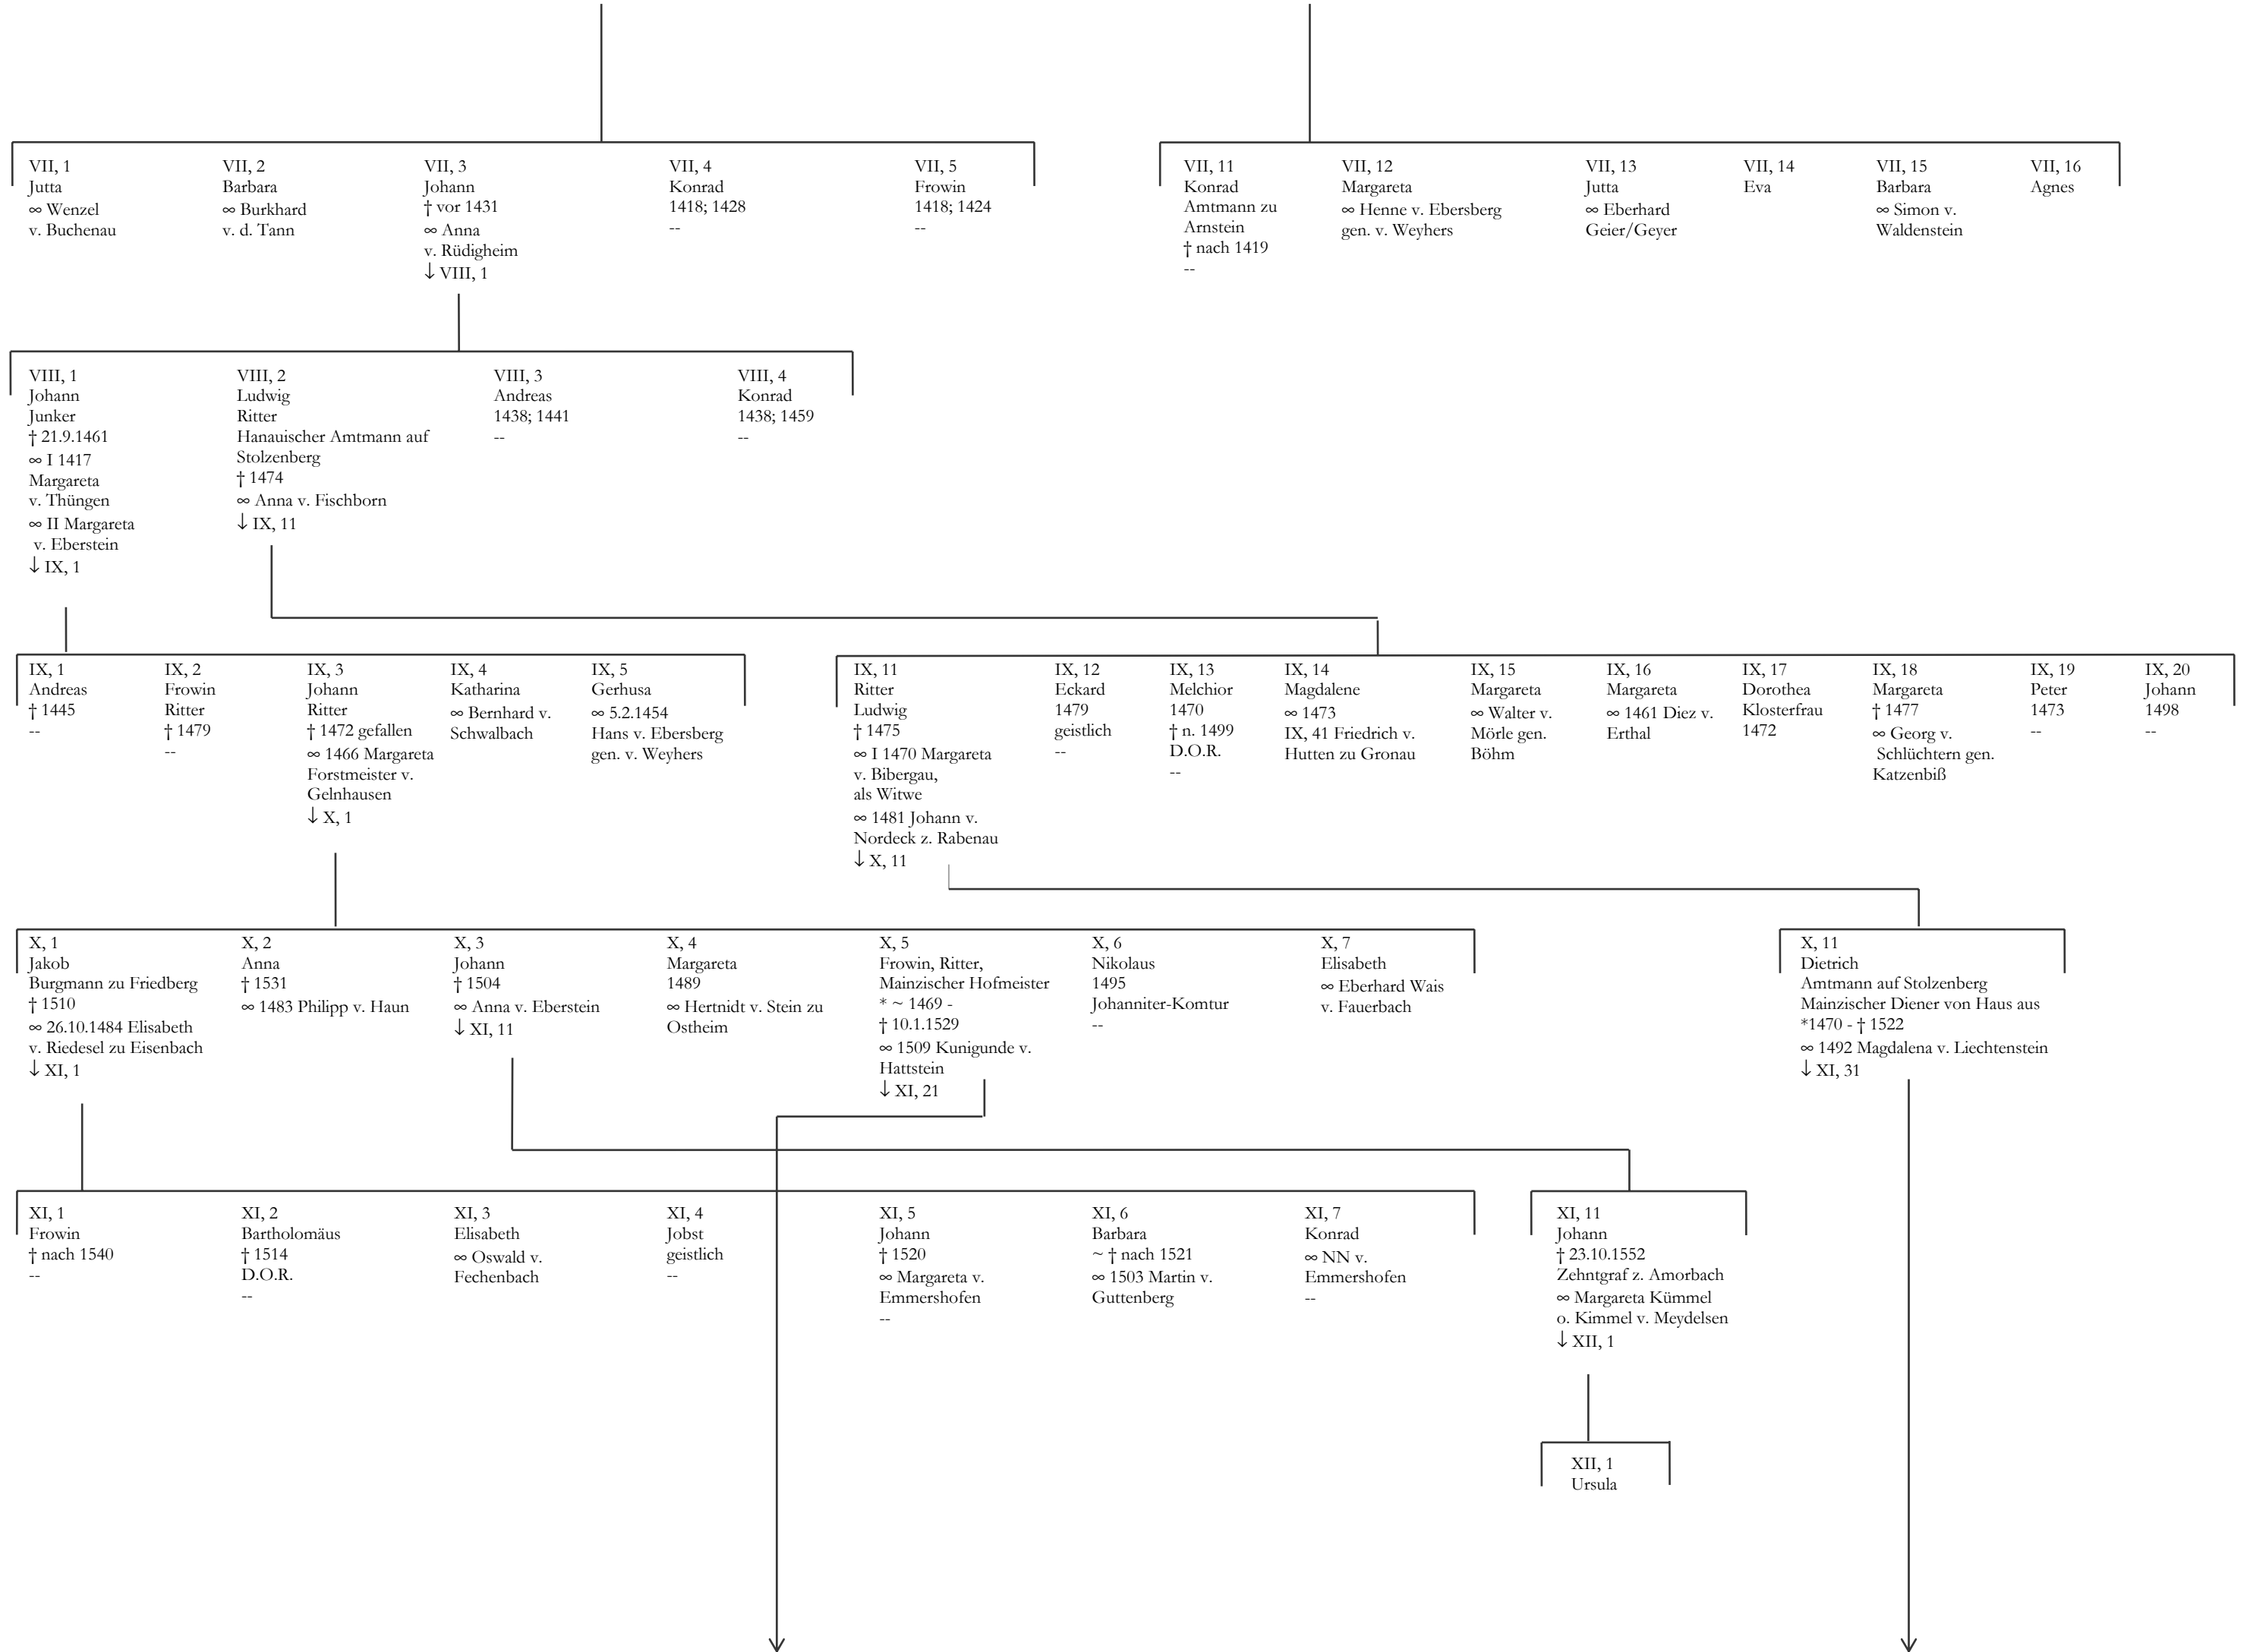 VII, 1
Jutta
∞ Wenzel
v. Buchenau
VII, 2
Barbara
∞ Burkhard
v. d. Tann
VII, 3
Johann
† vor 1431
∞ Anna
v. Rüdigheim
↓ VIII, 1
VII, 4
Konrad
1418; 1428
--
VII, 5
Frowin
1418; 1424
--
VII, 11
Konrad
Amtmann zu
Arnstein
† nach 1419
--
VII, 12
Margareta
∞ Henne v. Ebersberg
gen. v. Weyhers
VII, 13
Jutta
∞ Eberhard
Geier/Geyer
VII, 14
Eva
VII, 15
Barbara
∞ Simon v.
Waldenstein
VII, 16
Agnes
VIII, 1
Johann
Junker
† 21.9.1461
∞ I 1417
Margareta
v. Thüngen
∞ II Margareta
v. Eberstein
↓ IX, 1
VIII, 2
Ludwig
Ritter
Hanauischer Amtmann auf
Stolzenberg
† 1474
∞ Anna v. Fischborn
↓ IX, 11
VIII, 3
Andreas
1438; 1441
--
VIII, 4
Konrad
1438; 1459
--
IX, 1
Andreas
† 1445
--
IX, 2
Frowin
Ritter
† 1479
--
IX, 3
Johann
Ritter
† 1472 gefallen
∞ 1466 Margareta
Forstmeister v.
Gelnhausen
↓ X, 1
IX, 4
Katharina
∞ Bernhard v.
Schwalbach
IX, 5
Gerhusa
∞ 5.2.1454
Hans v. Ebersberg
gen. v. Weyhers
IX, 11
Ritter
Ludwig
† 1475
∞ I 1470 Margareta
v. Bibergau,
als Witwe
∞ 1481 Johann v.
Nordeck z. Rabenau
↓ X, 11
IX, 12
Eckard
1479
geistlich
--
IX, 13
Melchior
1470
† n. 1499
D.O.R.
--
IX, 14
Magdalene
∞ 1473
IX, 41 Friedrich v.
Hutten zu Gronau
IX, 15
Margareta
∞ Walter v.
Mörle gen.
Böhm
IX, 16
Margareta
∞ 1461 Diez v.
Erthal
IX, 17
Dorothea
Klosterfrau
1472
IX, 18
Margareta
† 1477
∞ Georg v.
Schlüchtern gen.
Katzenbiß
IX, 19
Peter
1473
--
IX, 20
Johann
1498
--
X, 1
Jakob
Burgmann zu Friedberg
† 1510
∞ 26.10.1484 Elisabeth
v. Riedesel zu Eisenbach
↓ XI, 1
X, 2
Anna
† 1531
∞ 1483 Philipp v. Haun
X, 3
Johann
† 1504
∞ Anna v. Eberstein
↓ XI, 11
X, 4
Margareta
1489
∞ Hertnidt v. Stein zu
Ostheim
X, 5
Frowin, Ritter,
Mainzischer Hofmeister
* ~ 1469 -
† 10.1.1529
∞ 1509 Kunigunde v.
Hattstein
↓ XI, 21
X, 6
Nikolaus
1495
Johanniter-Komtur
--
X, 7
Elisabeth
∞ Eberhard Wais
v. Fauerbach
X, 11
Dietrich
Amtmann auf Stolzenberg
Mainzischer Diener von Haus aus
*1470 - † 1522
∞ 1492 Magdalena v. Liechtenstein
↓ XI, 31
XI, 1
Frowin
† nach 1540
--
XI, 2
Bartholomäus
† 1514
D.O.R.
--
XI, 3
Elisabeth
∞ Oswald v.
Fechenbach
XI, 4
Jobst
geistlich
--
XI, 5
Johann
† 1520
∞ Margareta v.
Emmershofen
--
XI, 6
Barbara
~ † nach 1521
∞ 1503 Martin v.
Guttenberg
XI, 7
Konrad
∞ NN v.
Emmershofen
--
XI, 11
Johann
† 23.10.1552
Zehntgraf z. Amorbach
∞ Margareta Kümmel
o. Kimmel v. Meydelsen
↓ XII, 1
XII, 1
Ursula